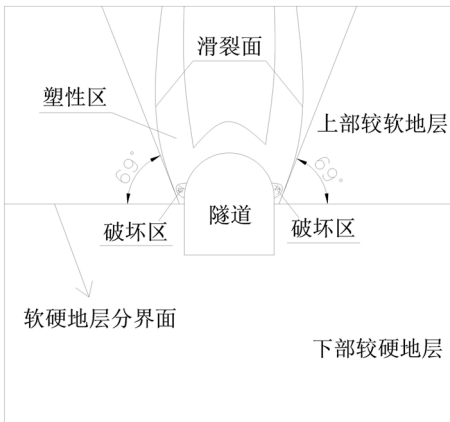 滑裂面
塑性区
上部较软地层
69°
69°
破坏区
隧道
破坏区
软硬地层分界面
下部较硬地层